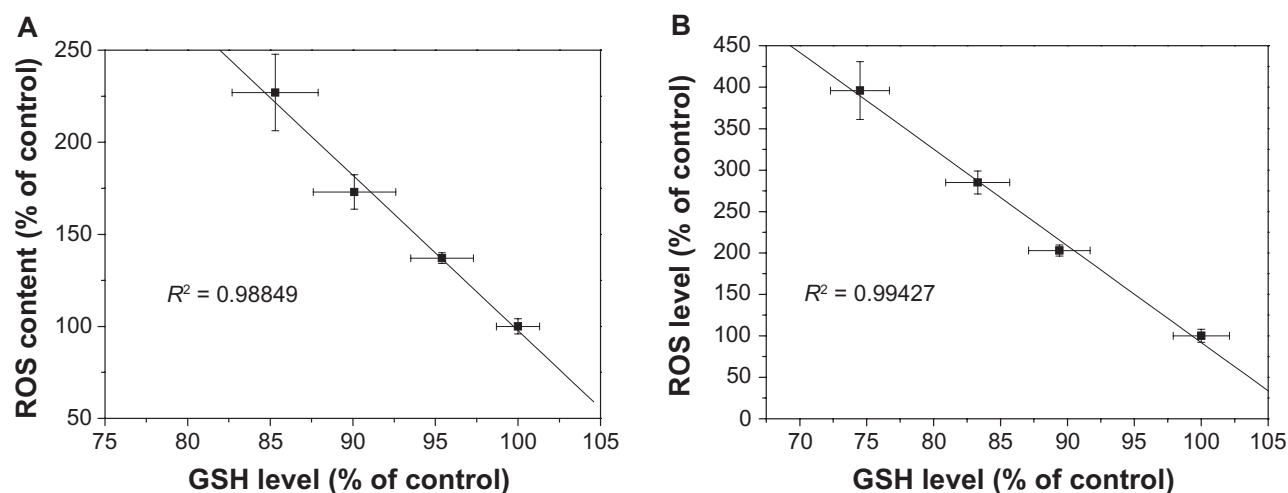 A
ROS content (% of control)
250
200
150
100
50
R² = 0.98849
75 80 85 90 95 100 105
GSH level (% of control)
B
ROS level (% of control)
450
400
350
300
250
200
150
100
50
0
R² = 0.99427
70 75 80 85 90 95 100 105
GSH level (% of control)